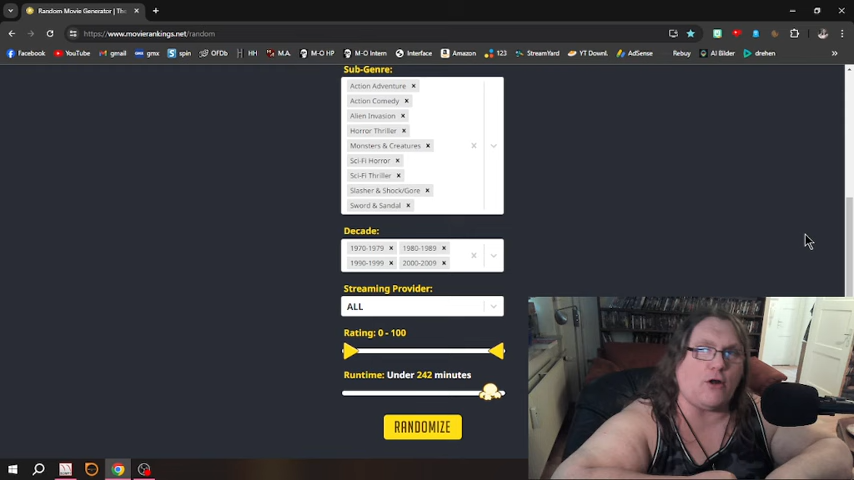 Random Movie Generator | The
https://www.movierankings.net/random
Facebook YouTube gmail gmx spin OFDb HH M.A. M-O HP M-O Intern Interface Amazon 123 StreamYard YT Downl. AdSense Rebuy AI Bilder drehen
Sub-Genre:
Action Adventure ×
Action Comedy ×
Alien Invasion ×
Horror Thriller ×
Monsters & Creatures ×
Sci-Fi Horror ×
Sci-Fi Thriller ×
Slasher & Shock/Gore ×
Sword & Sandal ×
Decade:
1970-1979 × 1980-1989 ×
1990-1999 × 2000-2009 ×
Streaming Provider:
ALL
Rating: 0 - 100
Runtime: Under 242 minutes
RANDOMIZE